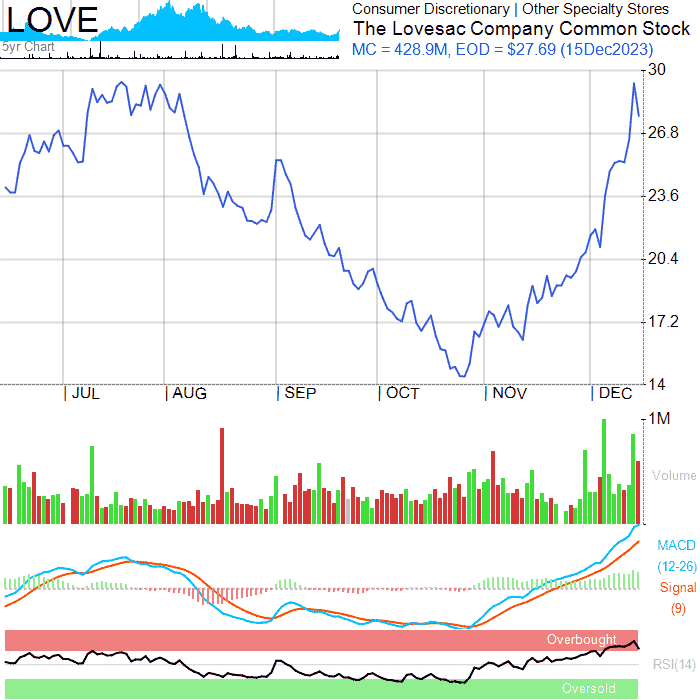 LOVE
5yr Chart
Consumer Discretionary | Other Specialty Stores
The Lovesac Company Common Stock
MC = 428.9M, EOD = $27.69 (15Dec2023)
30
26.8
23.6
20.4
17.2
14
| JUL | AUG | SEP | OCT | NOV | DEC
1M
Volume
MACD
(12-26)
Signal
(9)
Overbought
RSI(14)
Oversold